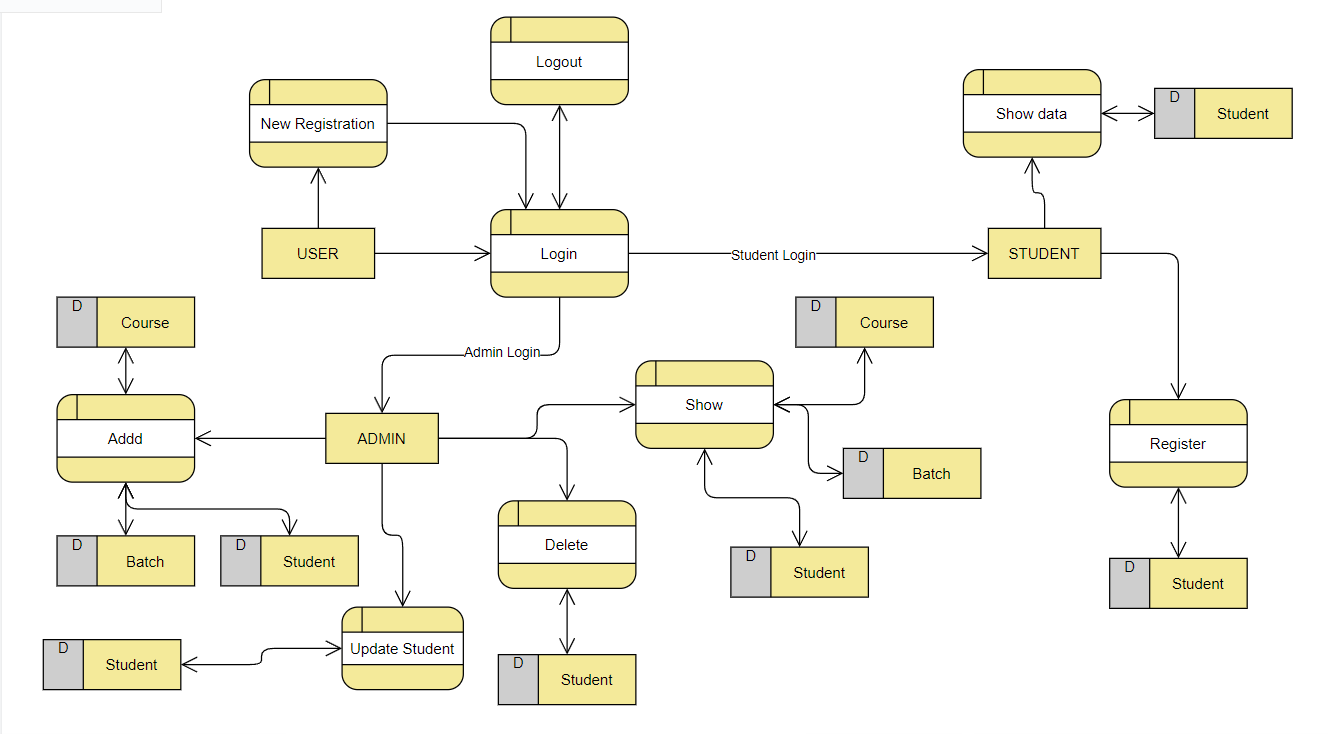 Logout
New Registration
Show data
D
Student
USER
Login
Student Login
STUDENT
D
Course
D
Course
Admin Login
Addd
ADMIN
Show
Register
D
Batch
D
Batch
D
Student
Delete
D
Student
D
Student
Update Student
D
Student
D
Student